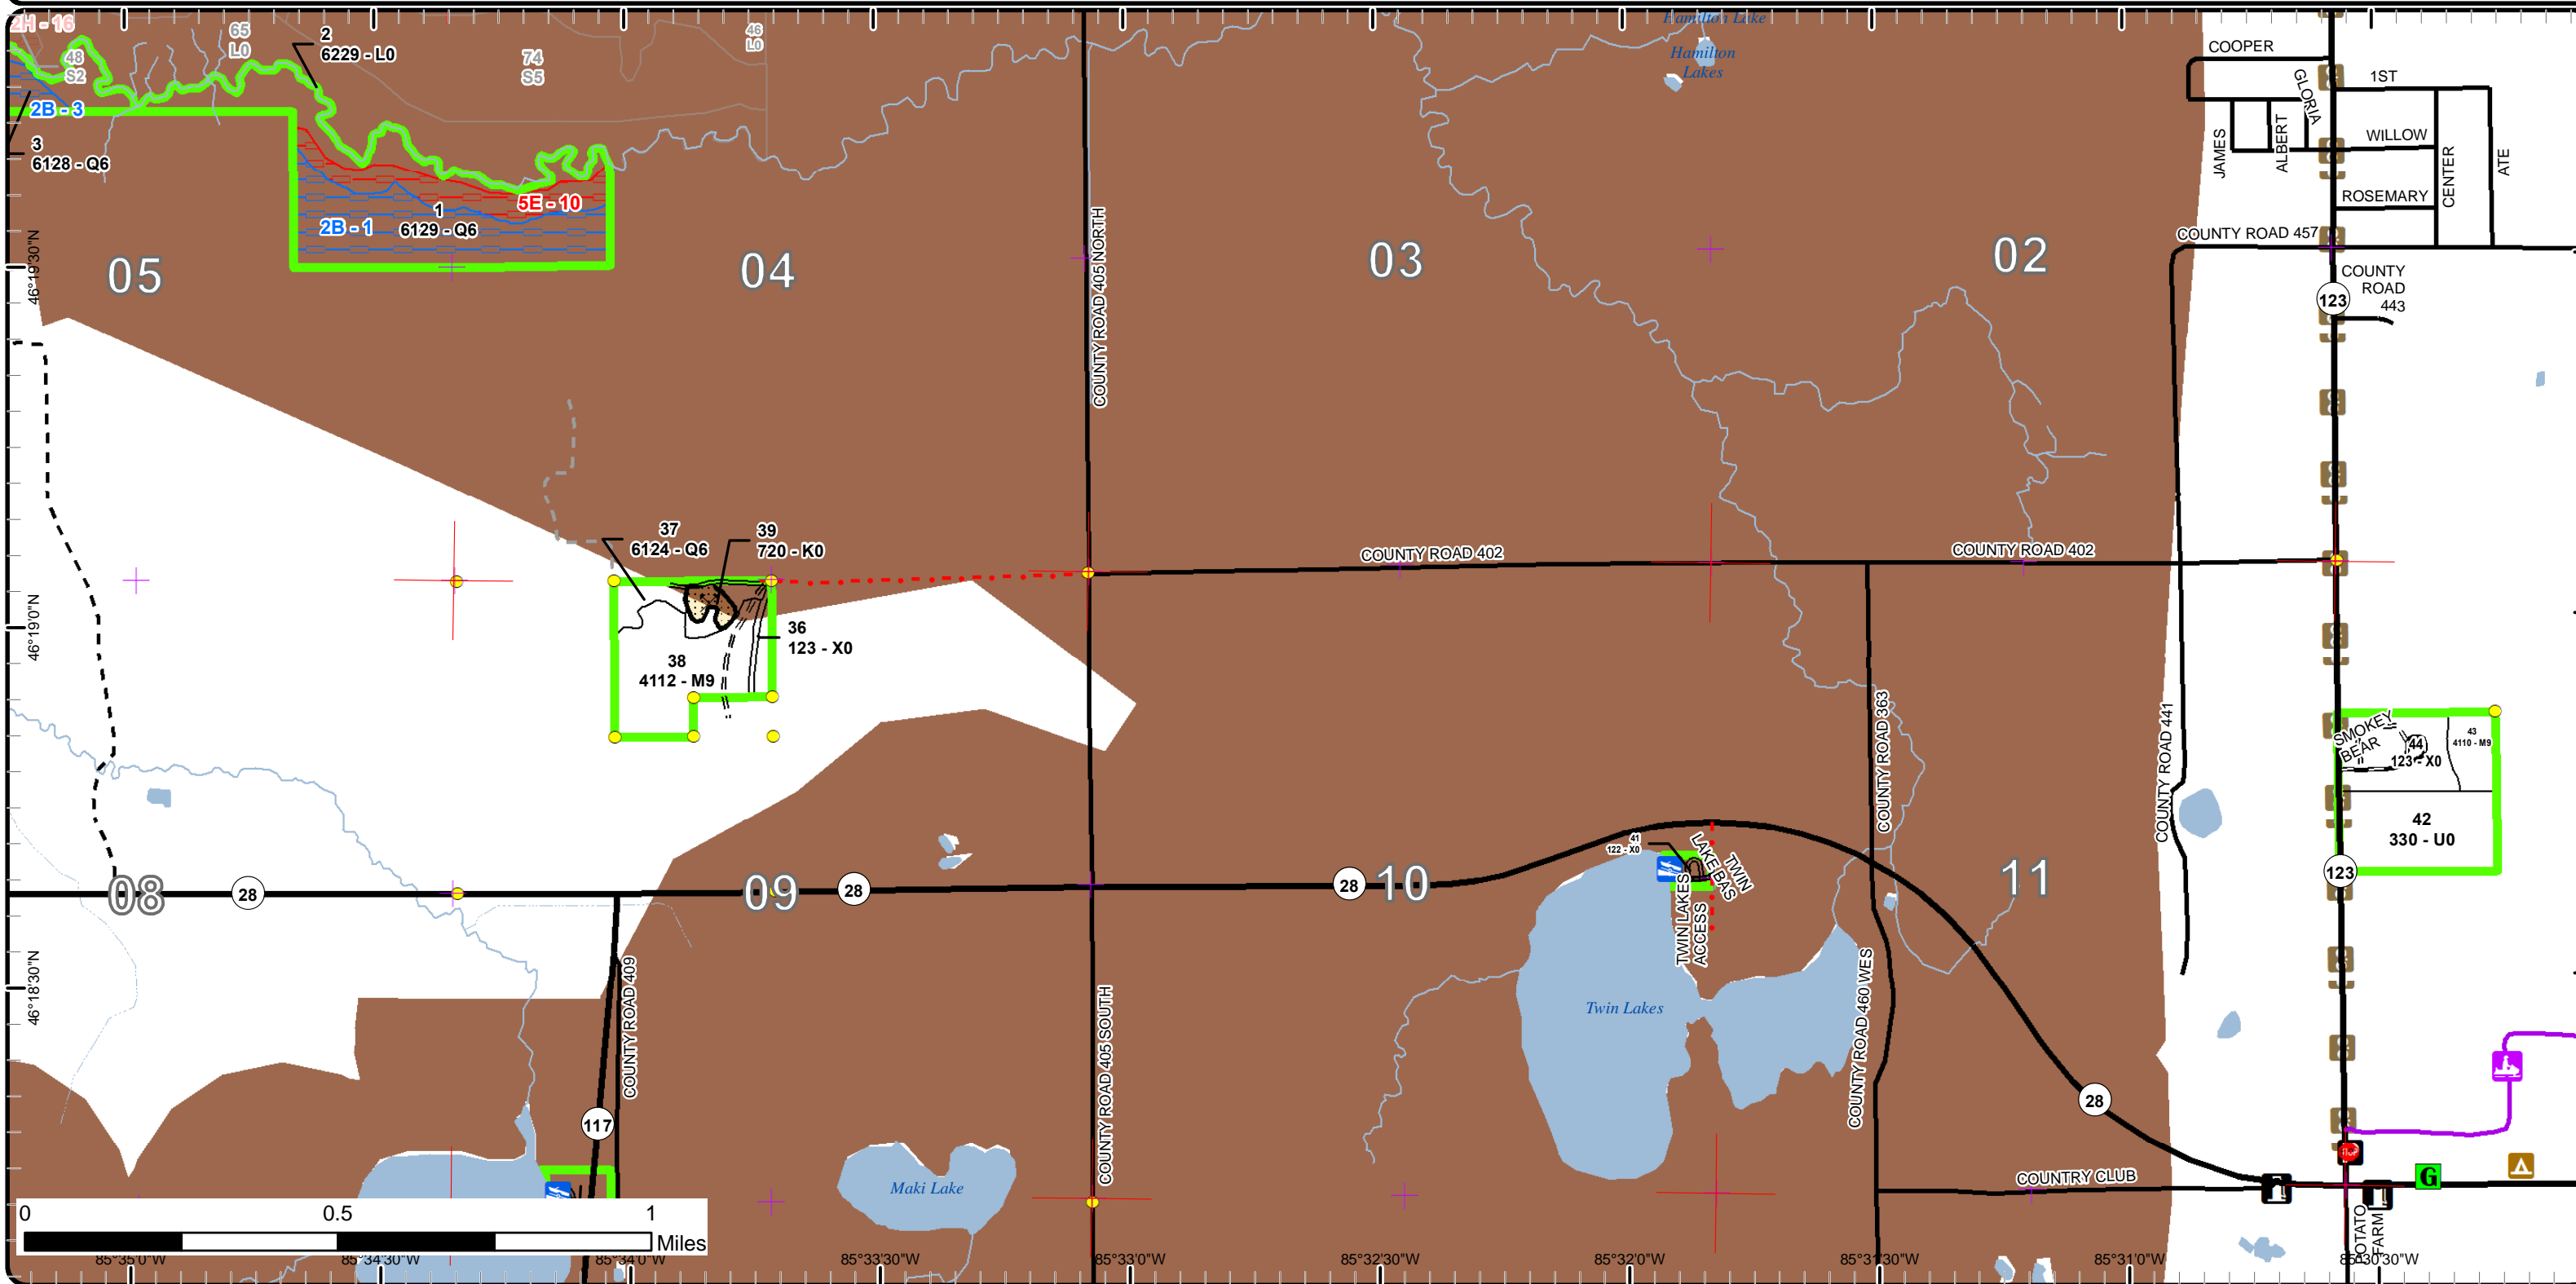 2H - 16
65
L0
48
S2
2
6229 - L0
74
S5
46
L0
2B - 3
3
6128 - Q6
5E - 10
1
6129 - Q6
2B - 1
Hamilton Lake
Hamilton
Lakes
COOPER
GLORIA
1ST
JAMES
ALBERT
WILLOW
CENTER
ATE
ROSEMARY
COUNTY ROAD 457
COUNTY
ROAD
443
123
05
04
03
02
46°19'30"N
COUNTY ROAD 405 NORTH
37
6124 - Q6
39
720 - K0
COUNTY ROAD 402
COUNTY ROAD 402
46°19'0"N
36
123 - X0
38
4112 - M9
COUNTY ROAD 363
COUNTY ROAD 441
SMOKEY
BEAR
44
123 - X0
43
4110 - M9
42
330 - U0
123
41
122 - X0
TWIN
LAKE BAS
TWIN LAKES
ACCESS
08
28
09
28
28
10
11
46°18'30"N
COUNTY ROAD 409
COUNTY ROAD 405 SOUTH
Twin Lakes
COUNTY ROAD 460 WES
28
117
Maki Lake
COUNTRY CLUB
STOP
G
POTATO
FARM
0
0.5
1
Miles
85°35'0"W
85°34'30"W
85°34'0"W
85°33'30"W
85°33'0"W
85°32'30"W
85°32'0"W
85°31'30"W
85°31'0"W
85°30'30"W